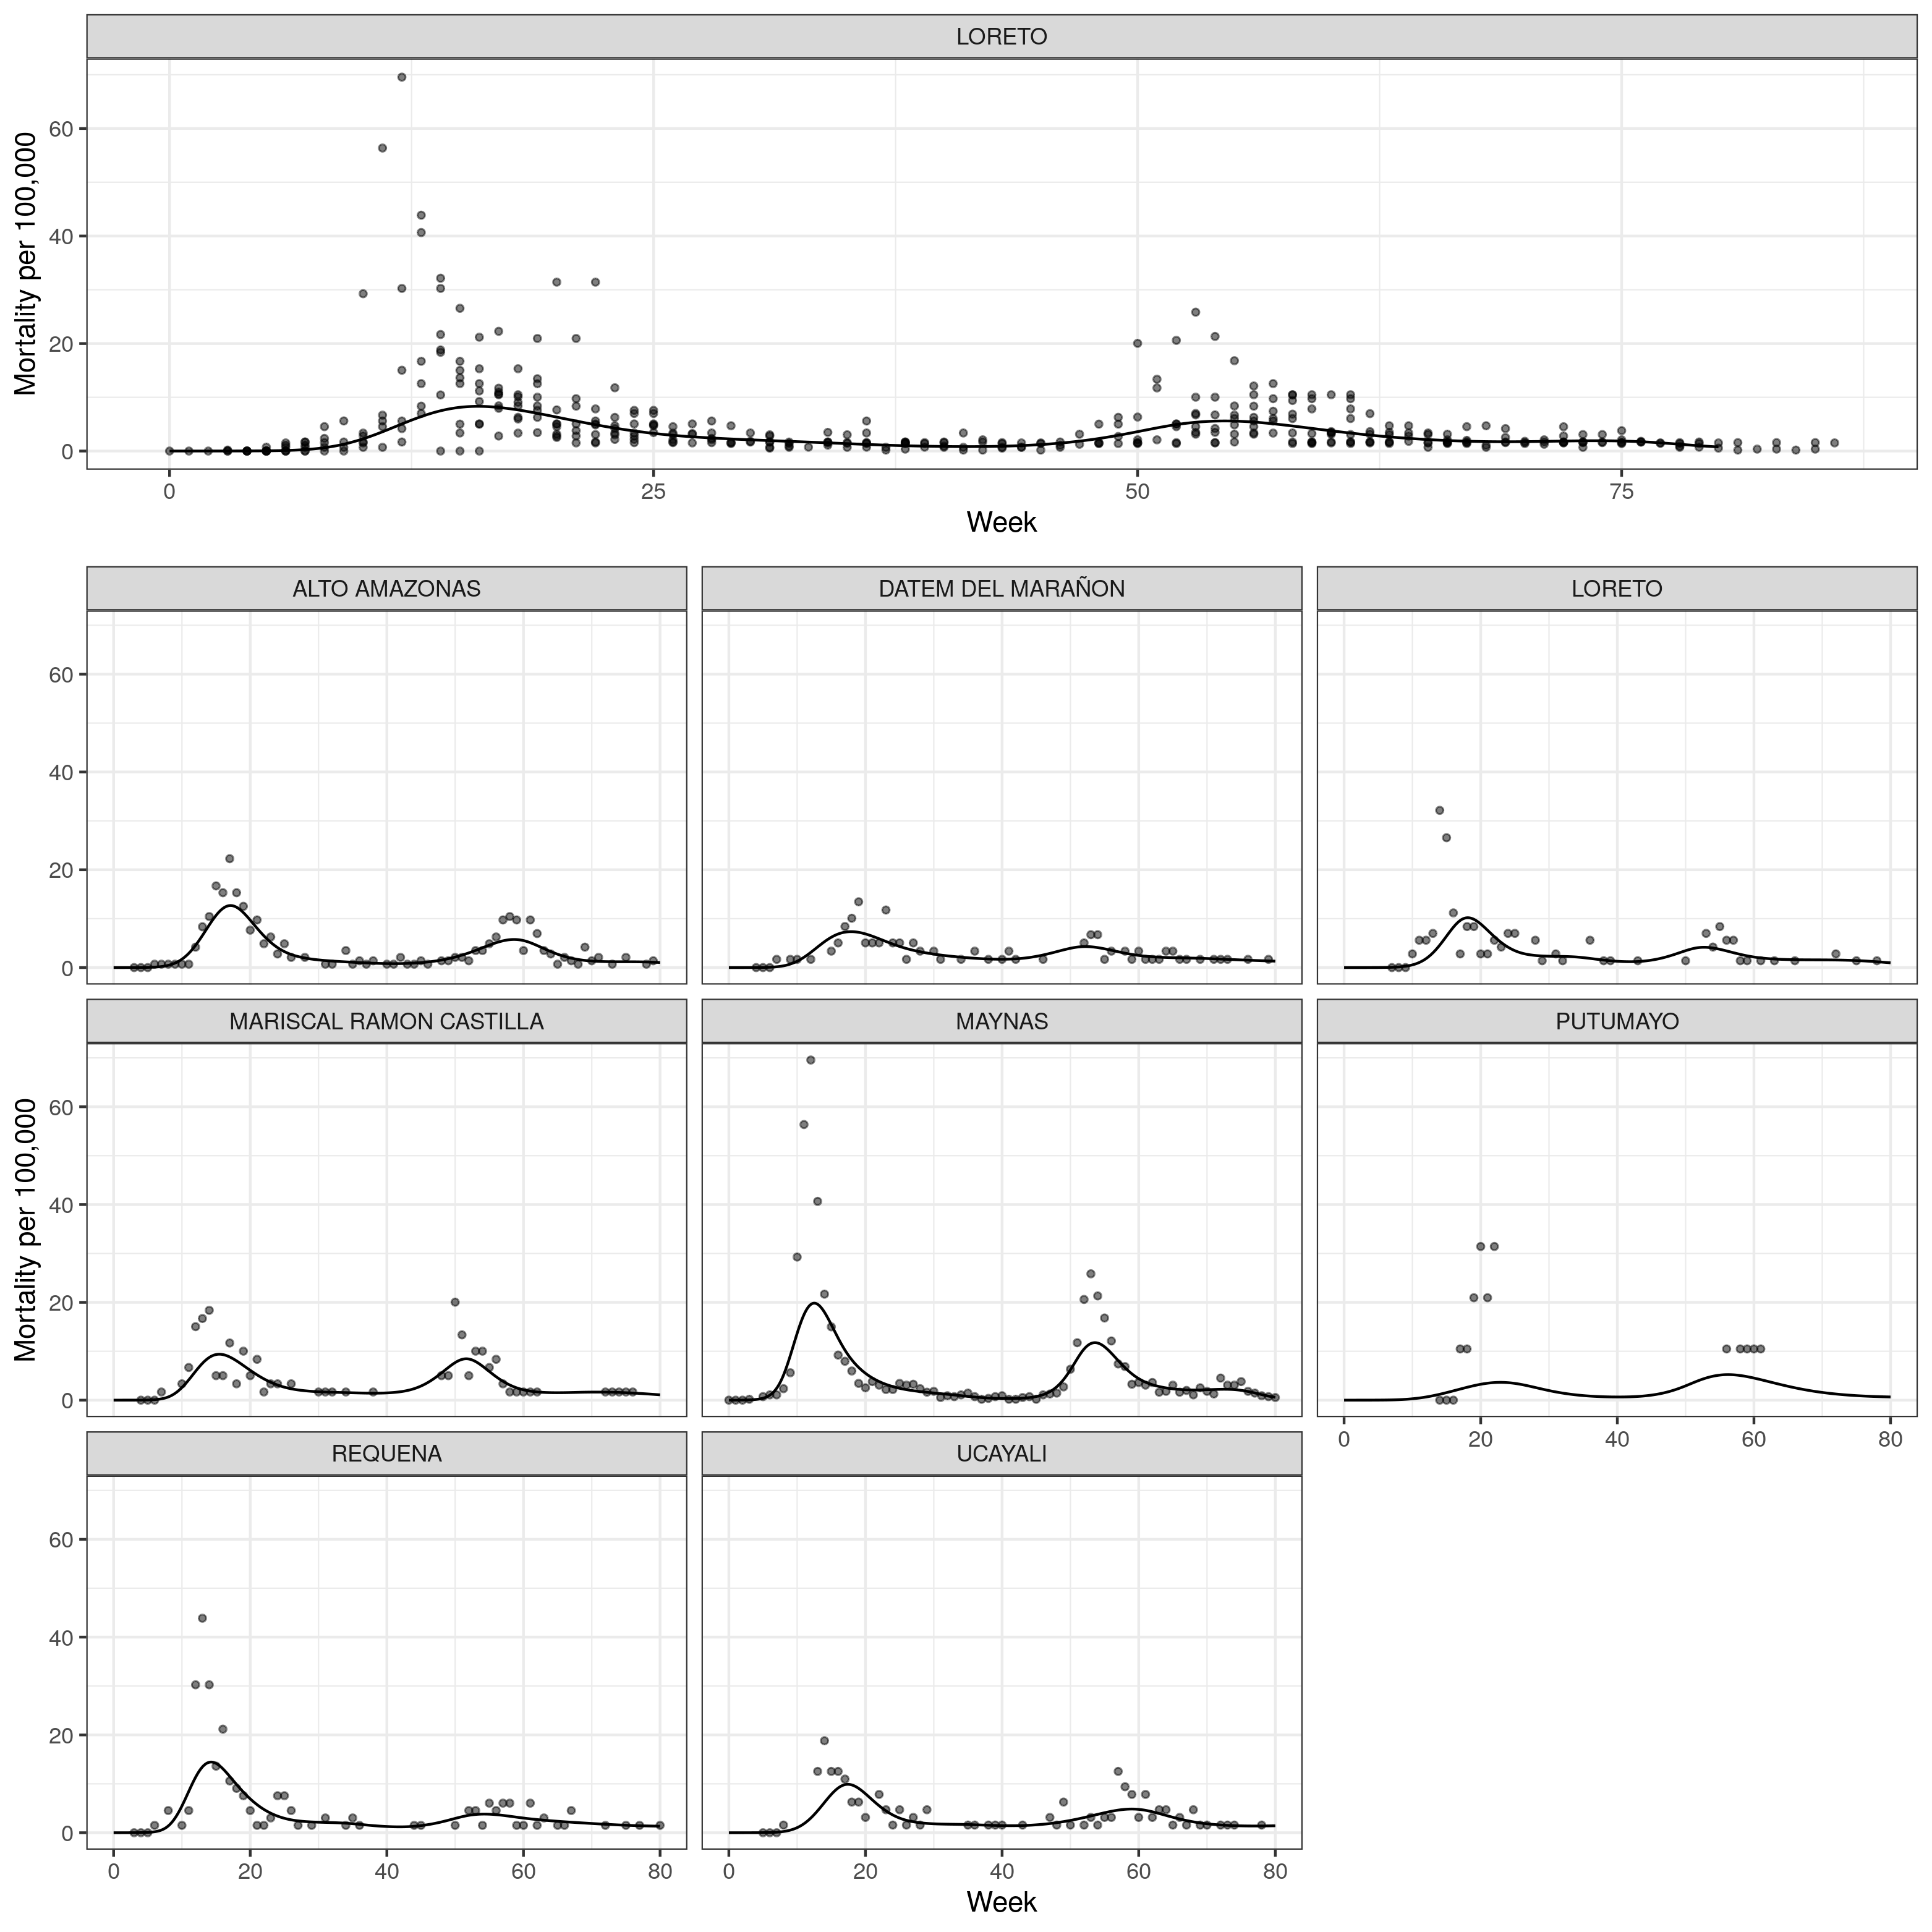 LORETO
Mortality per 100,000
60
40
20
0
0 25 50 75
Week
ALTO AMAZONAS DATEM DEL MARAÑON LORETO
60
40
20
0
MARISCAL RAMON CASTILLA MAYNAS PUTUMAYO
Mortality per 100,000
60
40
20
0
0 20 40 60 80
REQUENA UCAYALI
60
40
20
0
0 20 40 60 80 0 20 40 60 80
Week